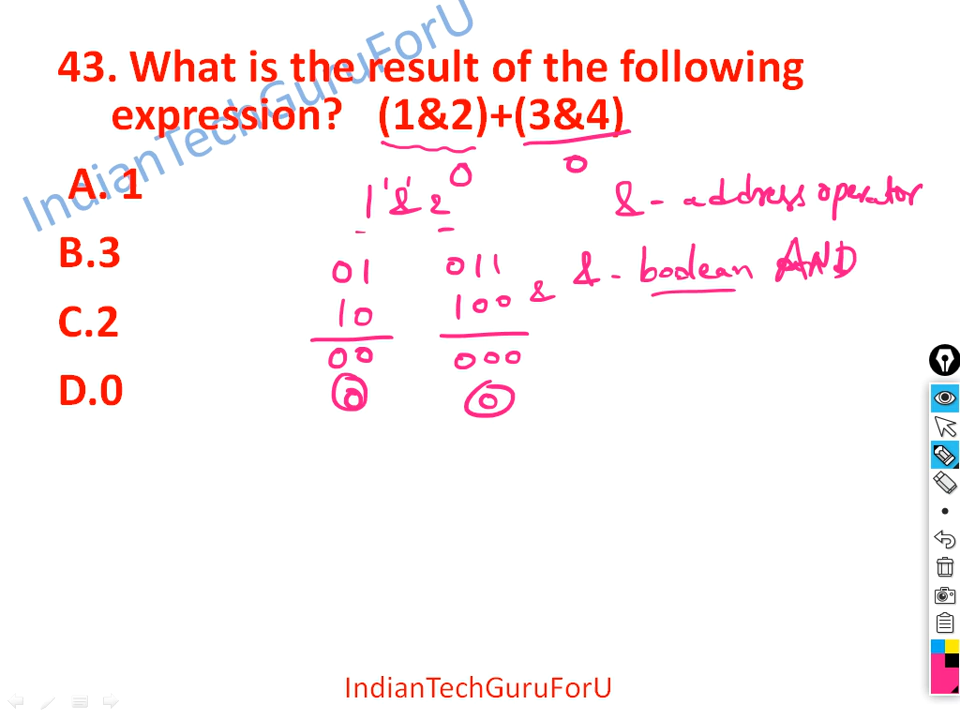 43. What is the result of the following
expression? (1&2)+(3&4)
IndianTechGuruForU
0 0
A. 1
1 & 2
& - address operator
B.3
01 011
& - boolean AND
10 100 &
C.2
00 000
D.0
0 0
IndianTechGuruForU